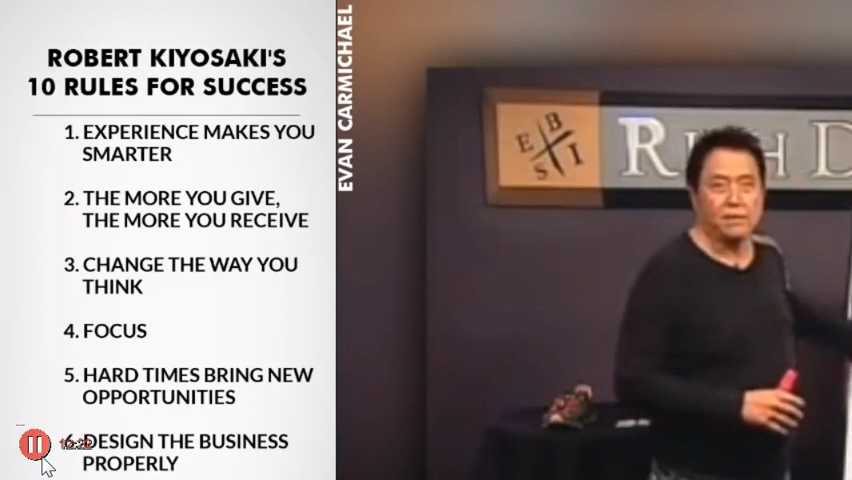 ROBERT KIYOSAKI'S
10 RULES FOR SUCCESS
1. EXPERIENCE MAKES YOU
SMARTER
2. THE MORE YOU GIVE,
THE MORE YOU RECEIVE
3. CHANGE THE WAY YOU
THINK
4. FOCUS
5. HARD TIMES BRING NEW
OPPORTUNITIES
6. DESIGN THE BUSINESS
PROPERLY
EVAN CARMICHAEL
E B
S I
RICH D